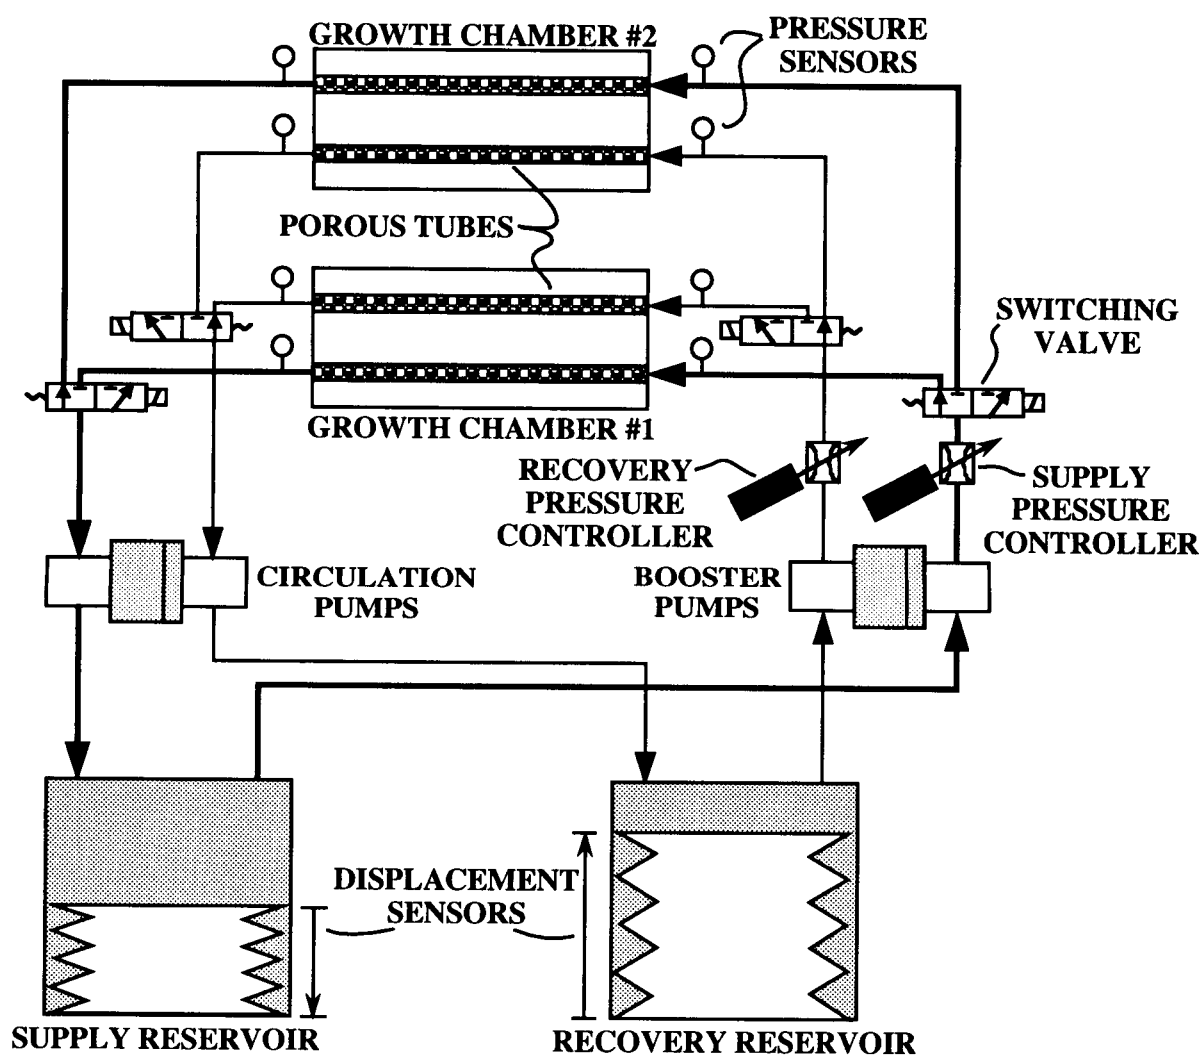 GROWTH CHAMBER #2
PRESSURE
SENSORS
POROUS TUBES
SWITCHING
VALVE
GROWTH CHAMBER #1
RECOVERY
PRESSURE
CONTROLLER
SUPPLY
PRESSURE
CONTROLLER
CIRCULATION
PUMPS
BOOSTER
PUMPS
DISPLACEMENT
SENSORS
SUPPLY RESERVOIR
RECOVERY RESERVOIR